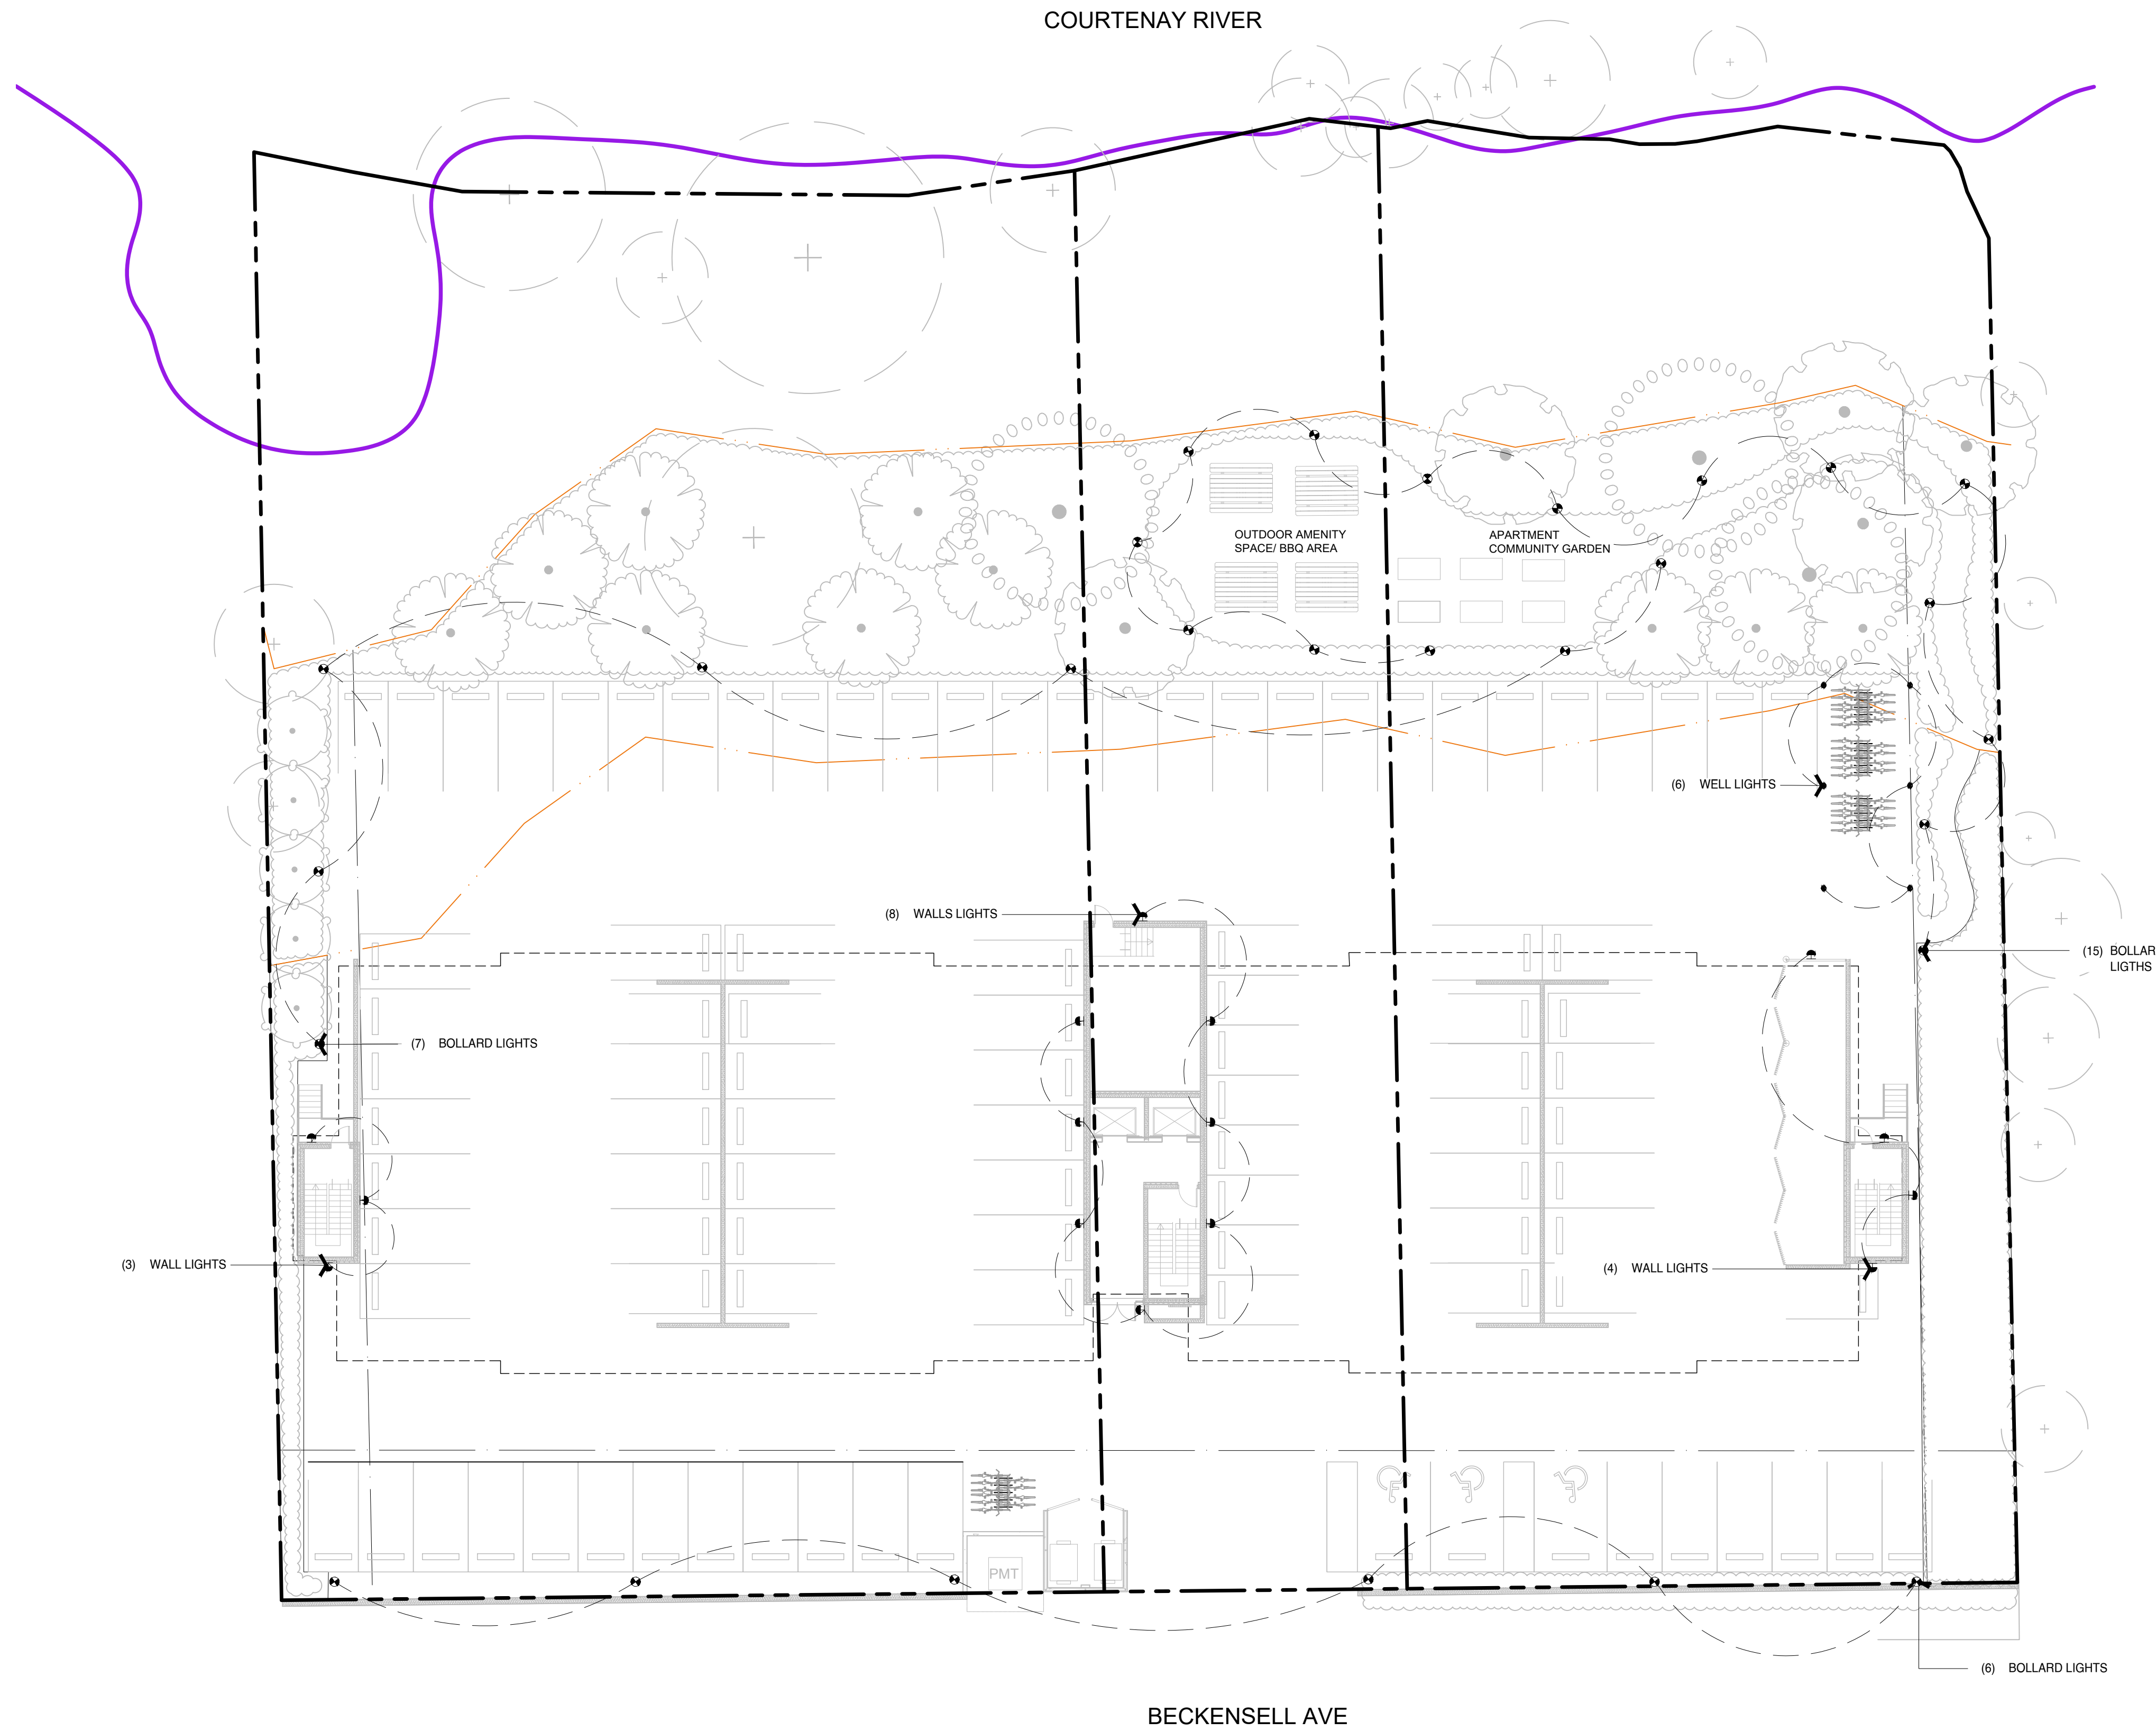 COURTENAY RIVER
OUTDOOR AMENITY
SPACE/ BBQ AREA
APARTMENT
COMMUNITY GARDEN
(6) WELL LIGHTS
(8) WALLS LIGHTS
(15) BOLLAR
LIGTHS
(7) BOLLARD LIGHTS
(3) WALL LIGHTS
(4) WALL LIGHTS
PMT
(6) BOLLARD LIGHTS
BECKENSELL AVE